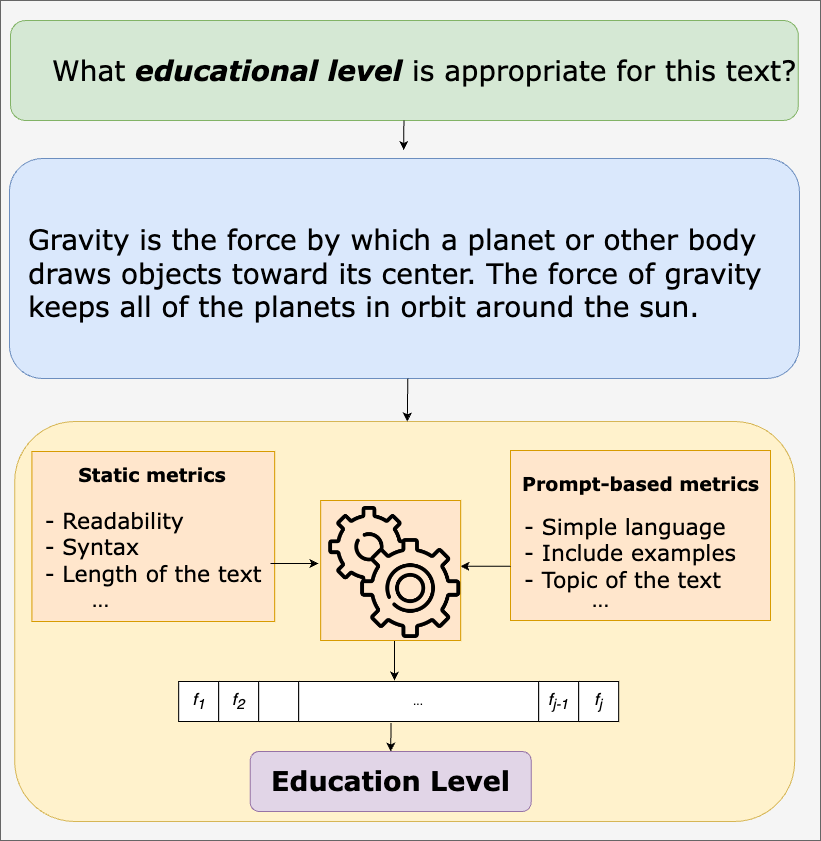 What educational level is appropriate for this text?
Gravity is the force by which a planet or other body
draws objects toward its center. The force of gravity
keeps all of the planets in orbit around the sun.
Static metrics
- Readability
- Syntax
- Length of the text
...
Prompt-based metrics
- Simple language
- Include examples
- Topic of the text
...
f1 f2 ... fj-1 fj
Education Level